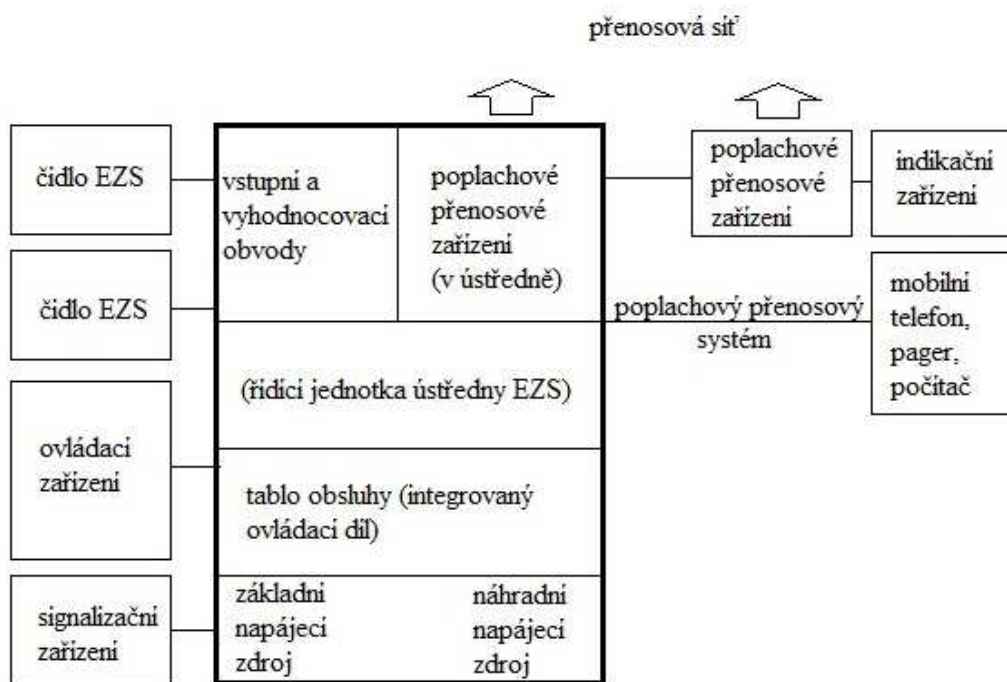 přenosová síť
čidlo EZS
čidlo EZS
ovládací
zařízení
signalizační
zařízení
vstupní a
vyhodnocovací
obvody
poplachové
přenosové
zařízení
(v ústředně)
(řídící jednotka ústředny EZS)
tablo obsluhy (integrovaný
ovládací díl)
základní
napájecí
zdroj
náhradní
napájecí
zdroj
poplachové
přenosové
zařízení
indikační
zařízení
poplachový přenosový
systém
mobilní
telefon,
pager,
počítač